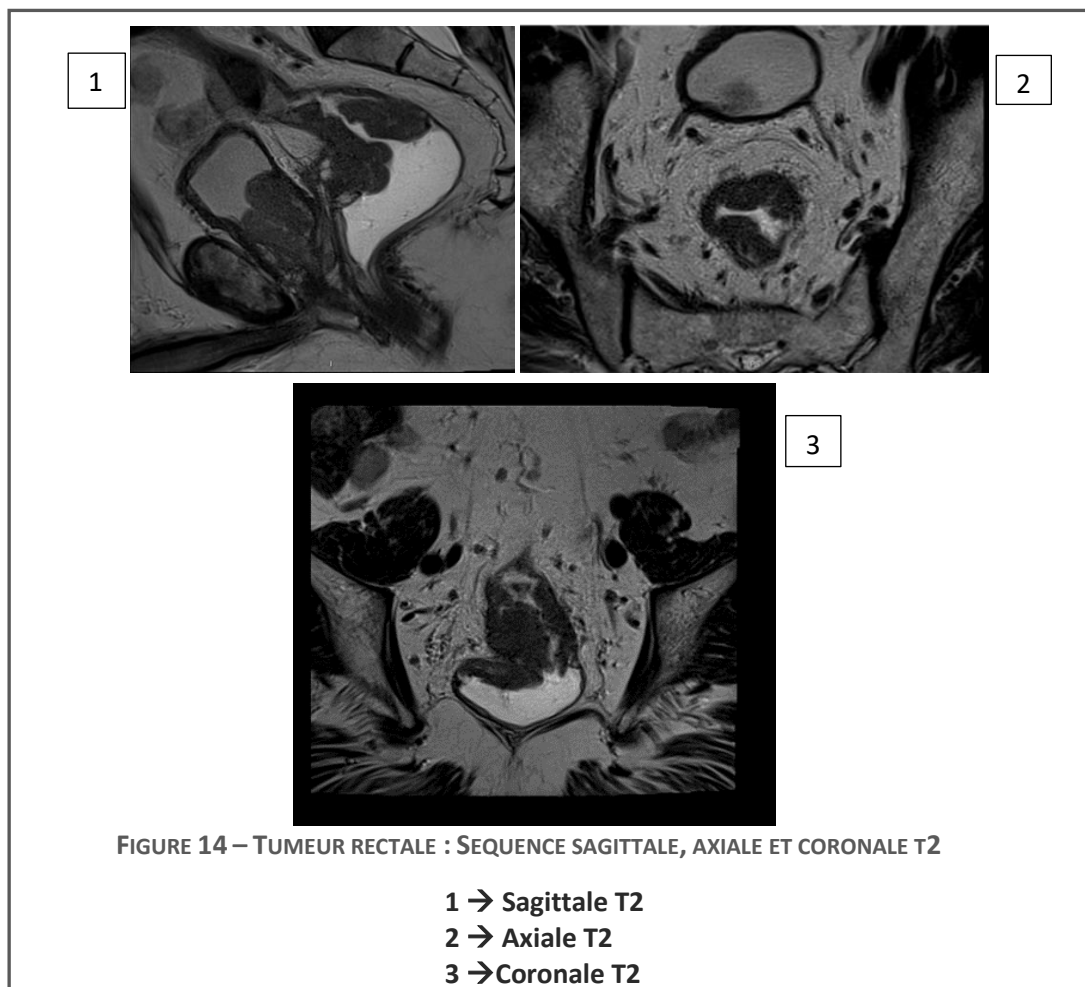 1
2
3
FIGURE 14 – TUMEUR RECTALE : SEQUENCE SAGITTALE, AXIALE ET CORONALE T2
1 → Sagittale T2
2 → Axiale T2
3 →Coronale T2